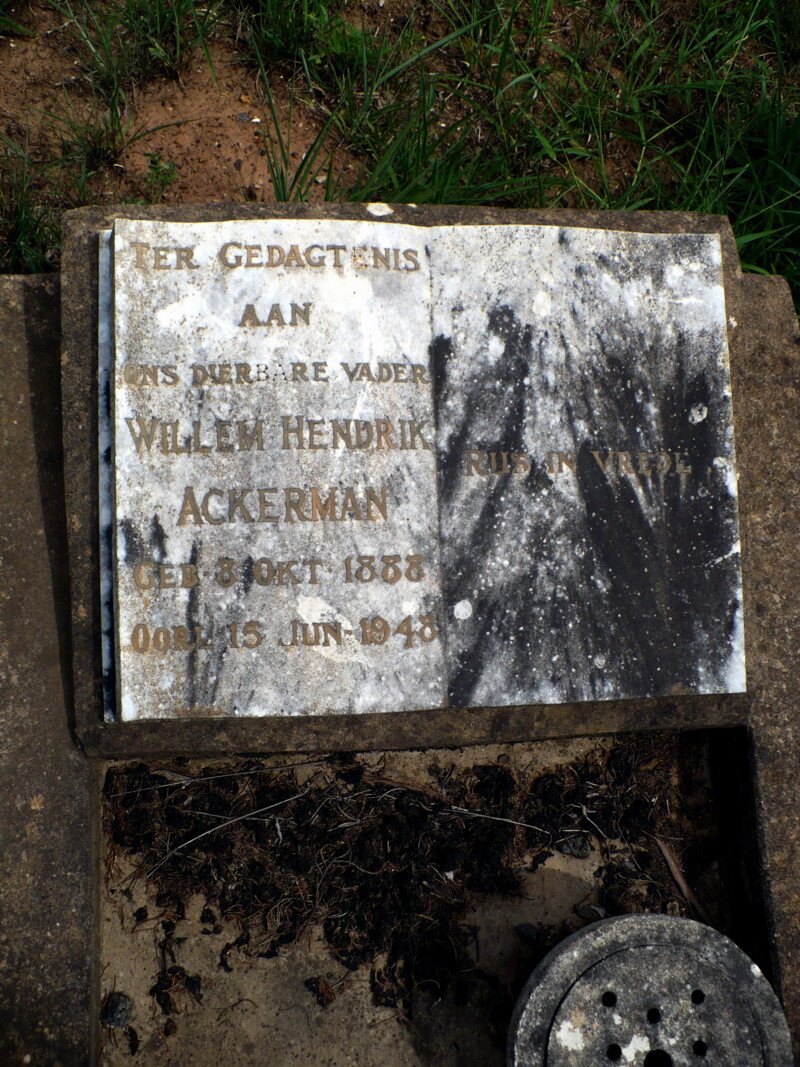 TER GEDAGTENIS
AAN
ONS DIERBARE VADER
WILLEM HENDRIK
ACKERMAN
GEB·8 OKT·1888
OORL 15 JUN·1948
RUS IN VREDE